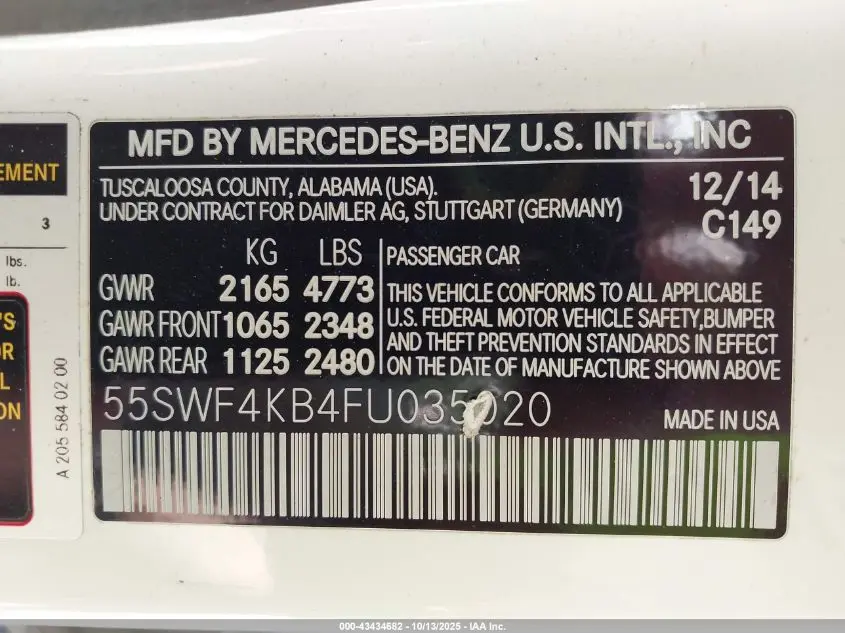 EMENT
3
lbs.
lb.
'S
OR
L
ON
A 205 584 02 00
MFD BY MERCEDES-BENZ U.S. INTL., INC
TUSCALOOSA COUNTY, ALABAMA (USA). 12/14
UNDER CONTRACT FOR DAIMLER AG, STUTTGART (GERMANY) C149
KG LBS
GVWR 2165 4773
GAWR FRONT 1065 2348
GAWR REAR 1125 2480
PASSENGER CAR
THIS VEHICLE CONFORMS TO ALL APPLICABLE
U.S. FEDERAL MOTOR VEHICLE SAFETY,BUMPER
AND THEFT PREVENTION STANDARDS IN EFFECT
ON THE DATE OF MANUFACTURE SHOWN ABOVE
55SWF4KB4FU035020
MADE IN USA
000-43434682 | 10/13/2025 - IAA Inc.